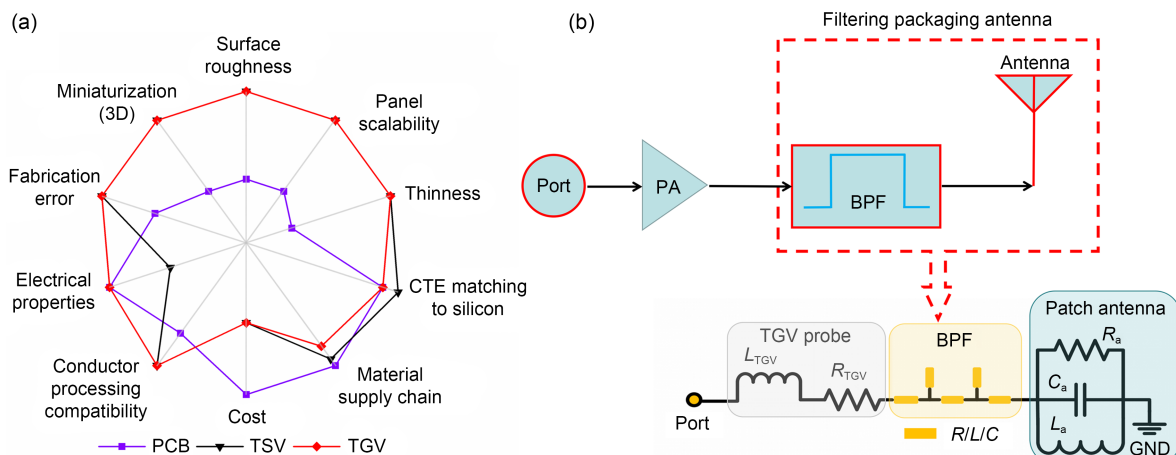 (a)
Surface
roughness
Miniaturization
(3D)
Panel
scalability
Fabrication
error
Thinness
Electrical
properties
CTE matching
to silicon
Conductor
processing
compatibility
Material
supply chain
Cost
PCB TSV TGV
(b)
Filtering packaging antenna
Antenna
Port
PA
BPF
TGV probe
BPF
Patch antenna
L_TGV
R_TGV
R_a
C_a
L_a
Port
R/L/C
GND